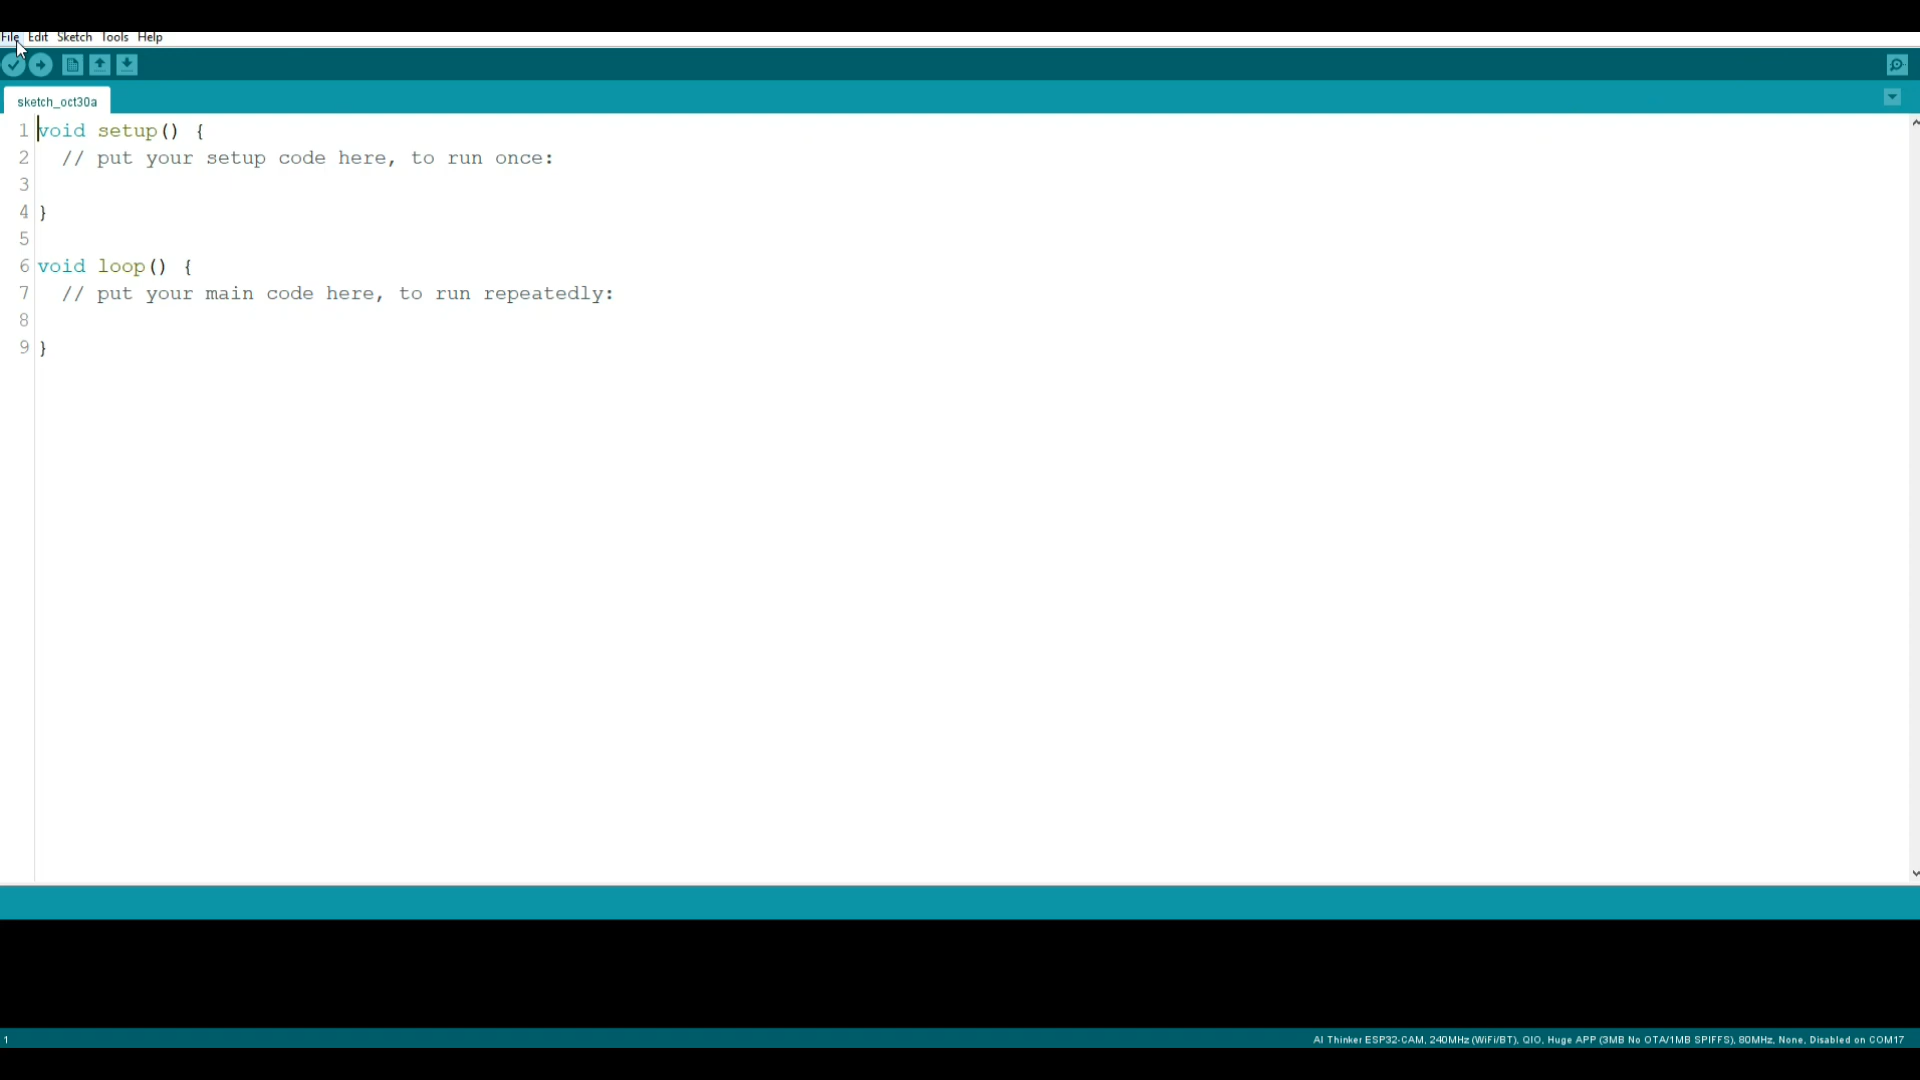 File Edit Sketch Tools Help
sketch_oct30a
1 void setup() {
2 // put your setup code here, to run once:
3
4 }
5
6 void loop() {
7 // put your main code here, to run repeatedly:
8
9 }
1 AI Thinker ESP32-CAM, 240MHz (WiFi/BT), QIO, Huge APP (3MB No OTA/1MB SPIFFS), 80MHz, None, Disabled on COM17